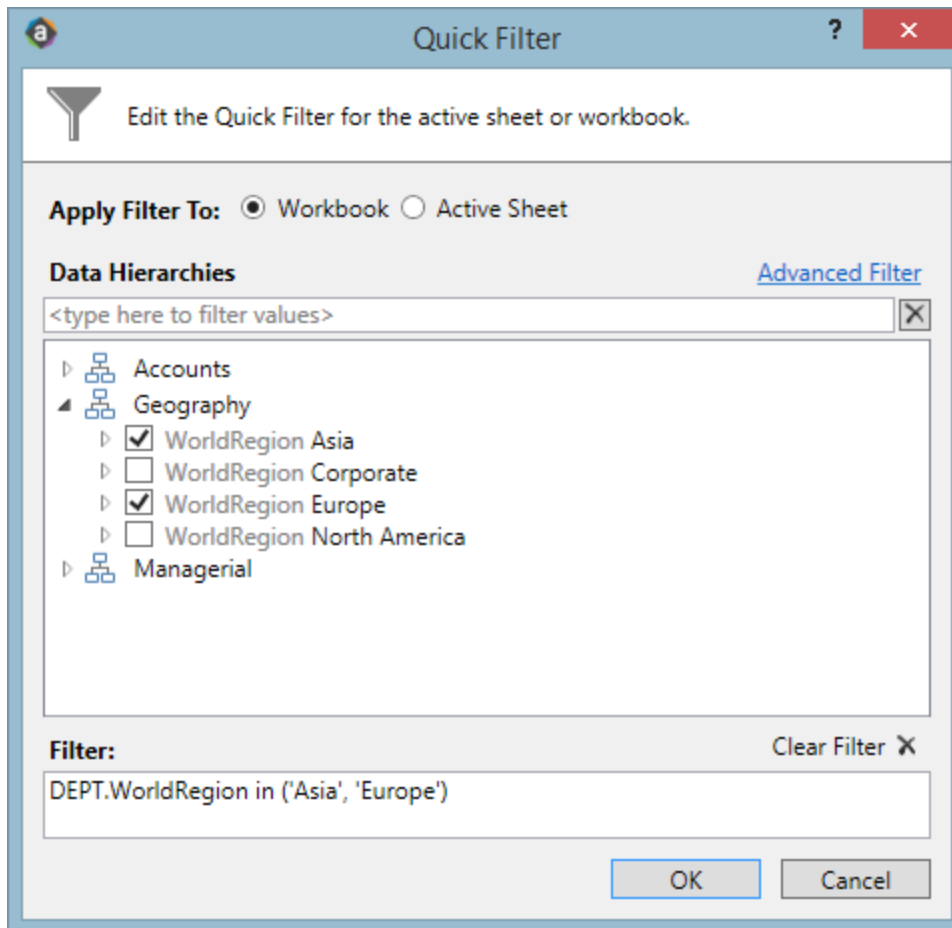 Quick Filter
?
Edit the Quick Filter for the active sheet or workbook.
Apply Filter To: Workbook Active Sheet
Data Hierarchies Advanced Filter
<type here to filter values>
Accounts
Geography
WorldRegion Asia
WorldRegion Corporate
WorldRegion Europe
WorldRegion North America
Managerial
Filter: Clear Filter
DEPT.WorldRegion in ('Asia', 'Europe')
OK Cancel